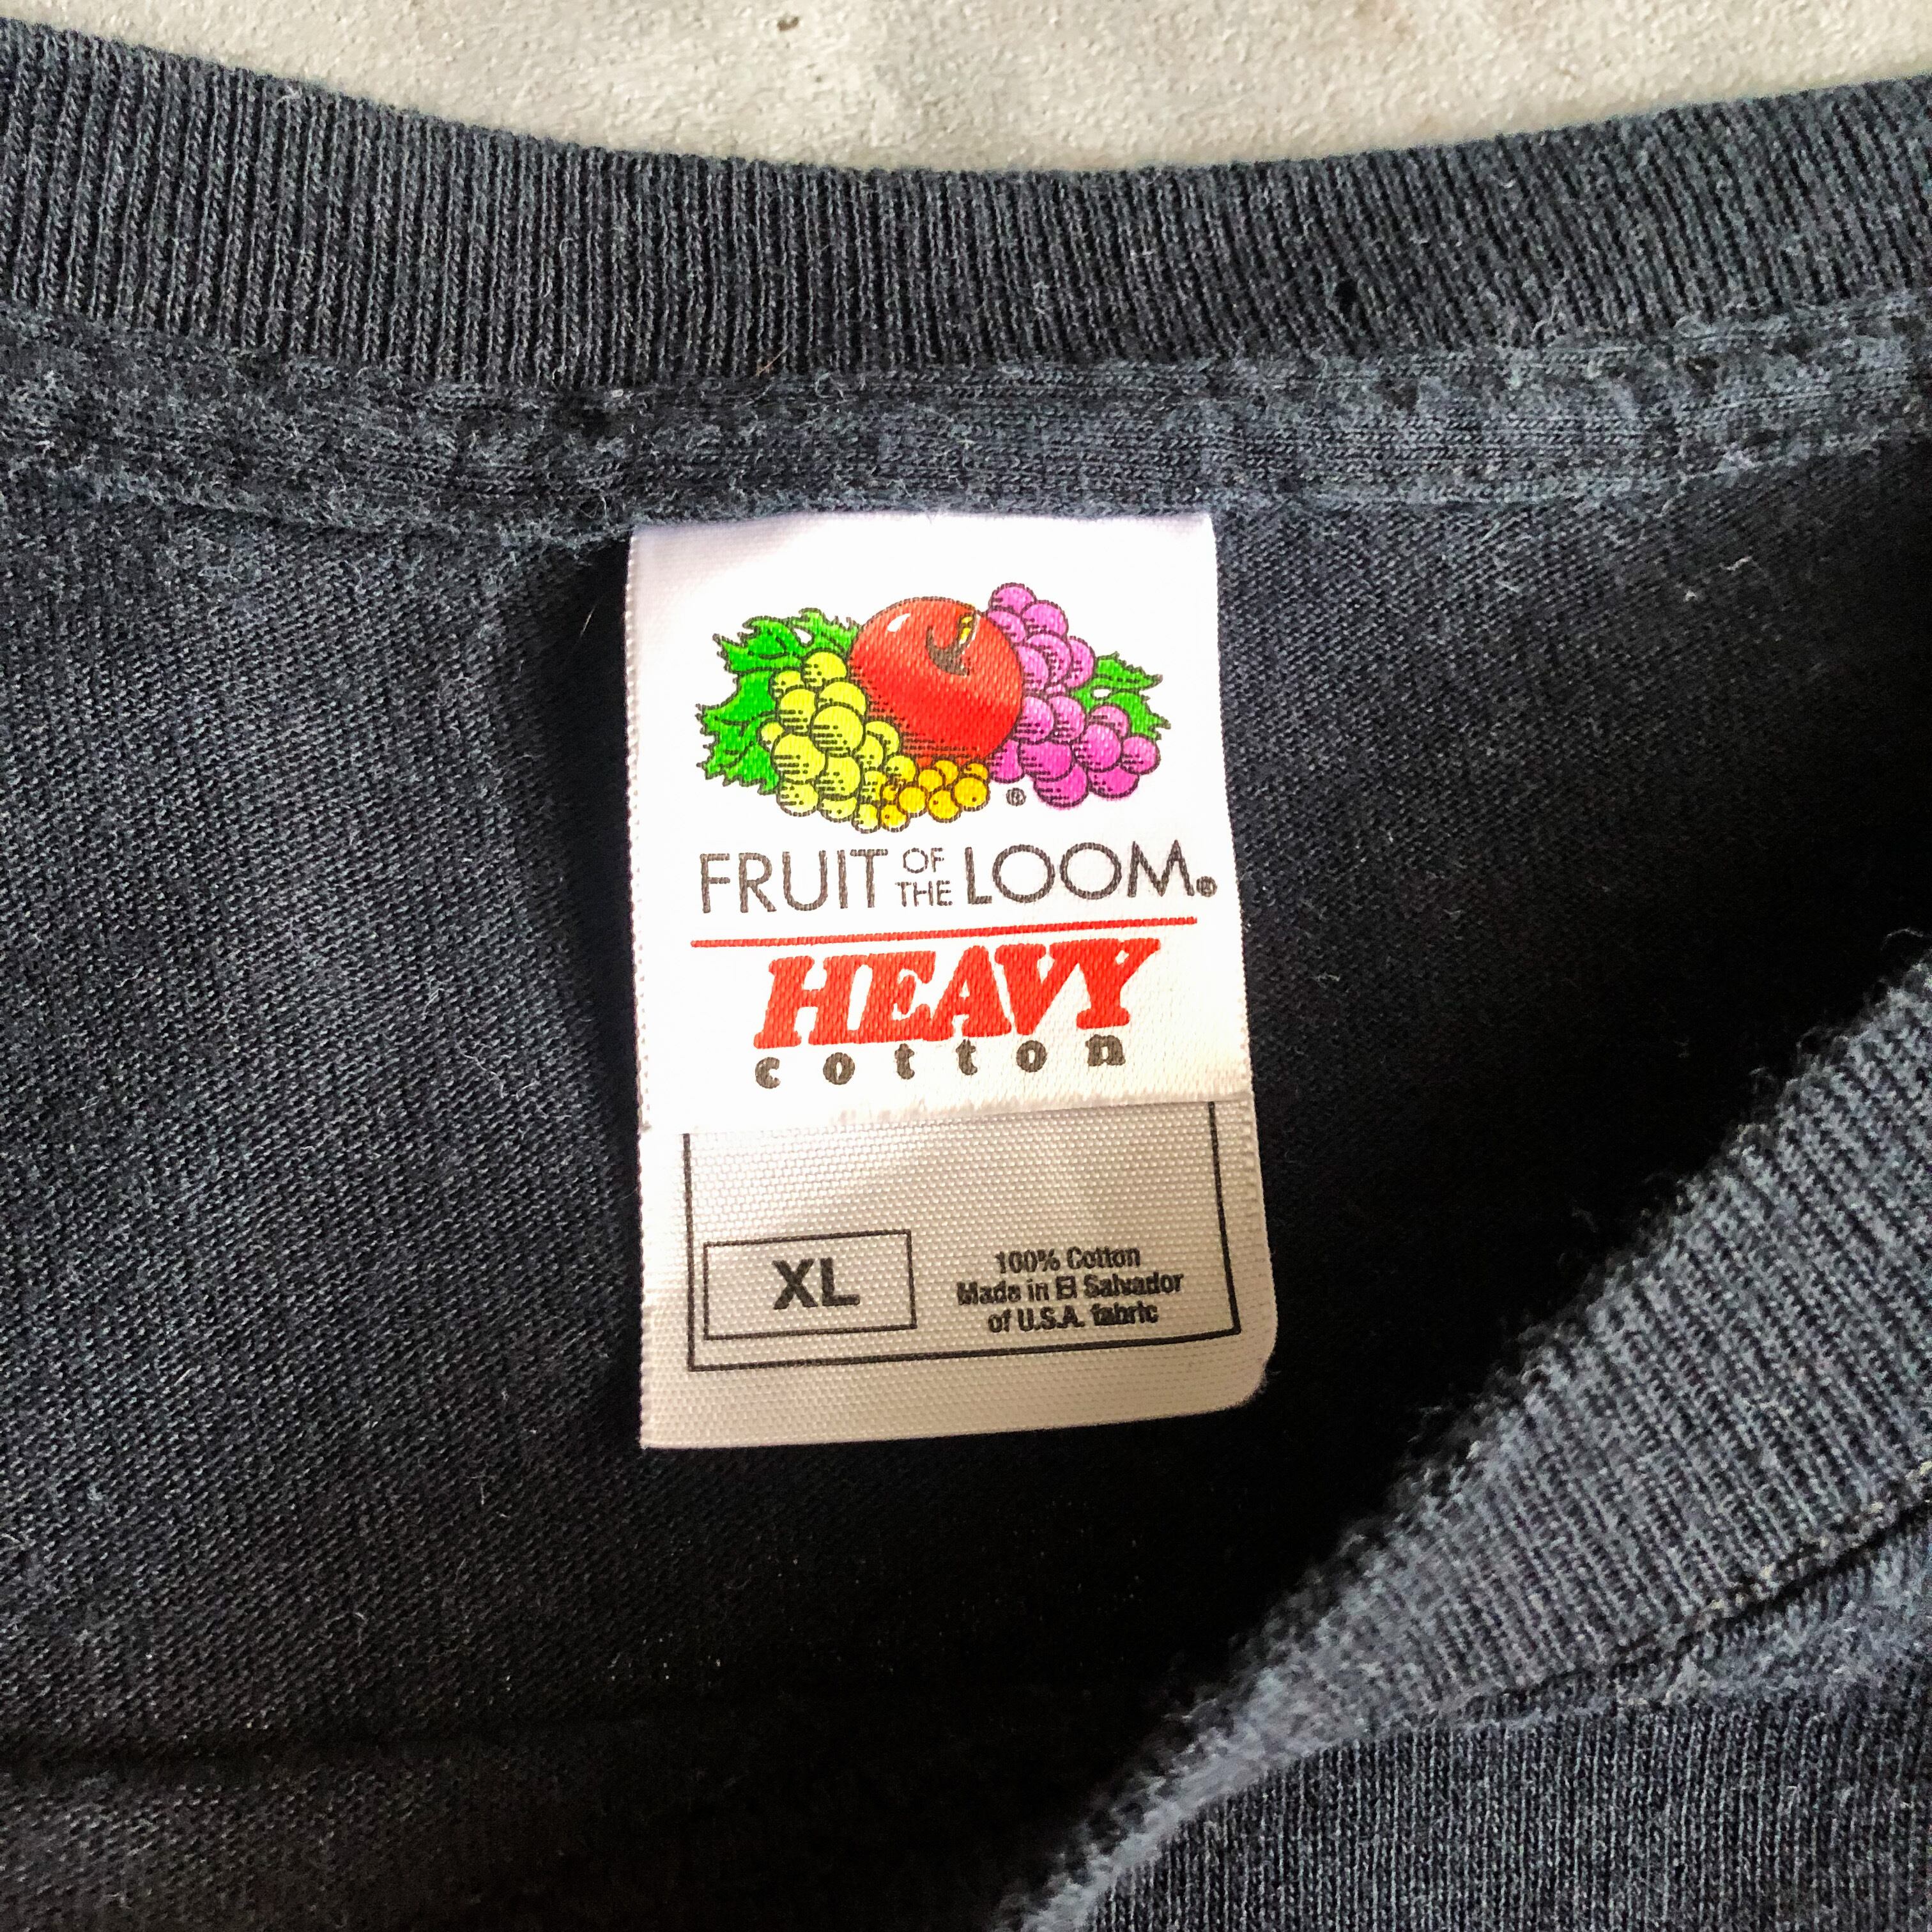 ®
FRUIT OF THE LOOM®
HEAVY
cotton
XL
100% Cotton
Made in El Salvador
of U.S.A. fabric